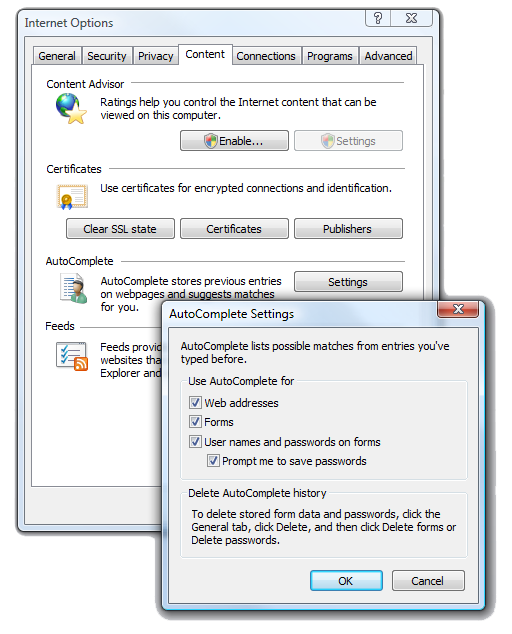 Internet Options
General Security Privacy Content Connections Programs Advanced
Content Advisor
Ratings help you control the Internet content that can be
viewed on this computer.
Enable... Settings
Certificates
Use certificates for encrypted connections and identification.
Clear SSL state Certificates Publishers
AutoComplete
AutoComplete stores previous entries
on webpages and suggests matches
for you.
Settings
Feeds
Feeds provid
websites tha
Explorer and
AutoComplete Settings
AutoComplete lists possible matches from entries you've
typed before.
Use AutoComplete for
Web addresses
Forms
User names and passwords on forms
Prompt me to save passwords
Delete AutoComplete history
To delete stored form data and passwords, click the
General tab, click Delete, and then click Delete forms or
Delete passwords.
OK Cancel